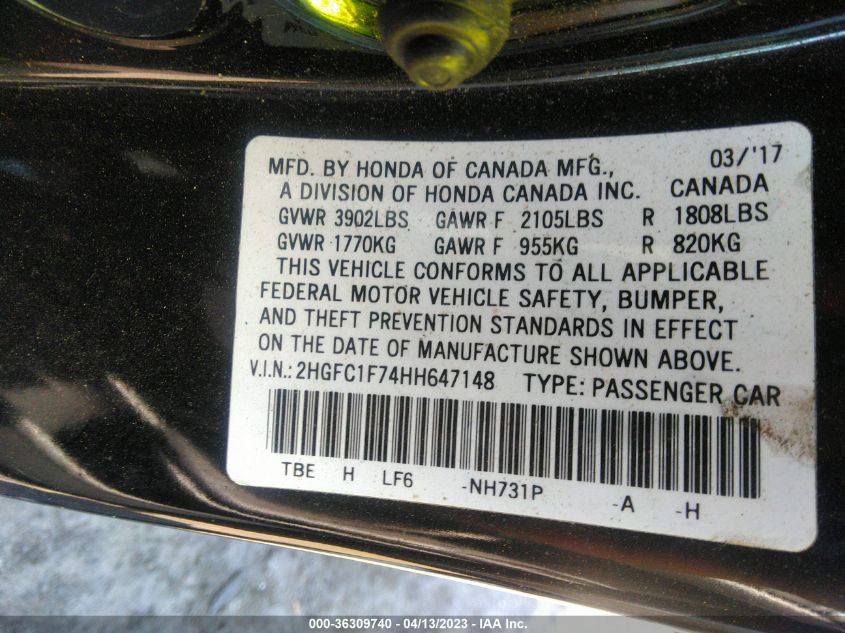 MFD. BY HONDA OF CANADA MFG., 03/'17
A DIVISION OF HONDA CANADA INC. CANADA
GVWR 3902LBS GAWR F 2105LBS R 1808LBS
GVWR 1770KG GAWR F 955KG R 820KG
THIS VEHICLE CONFORMS TO ALL APPLICABLE
FEDERAL MOTOR VEHICLE SAFETY, BUMPER,
AND THEFT PREVENTION STANDARDS IN EFFECT
ON THE DATE OF MANUFACTURE SHOWN ABOVE.
V.I.N.: 2HGFC1F74HH647148 TYPE: PASSENGER CAR
TBE H LF6 -NH731P -A -H
000-36309740 - 04/13/2023 - IAA Inc.